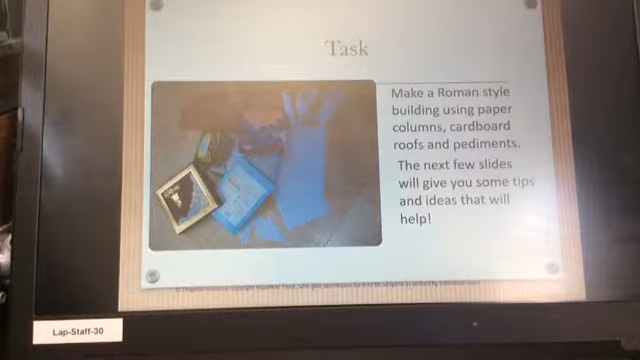 Task
Make a Roman style
building using paper
columns, cardboard
roofs and pediments.
The next few slides
will give you some tips
and ideas that will
help!
Lap-Staff-30